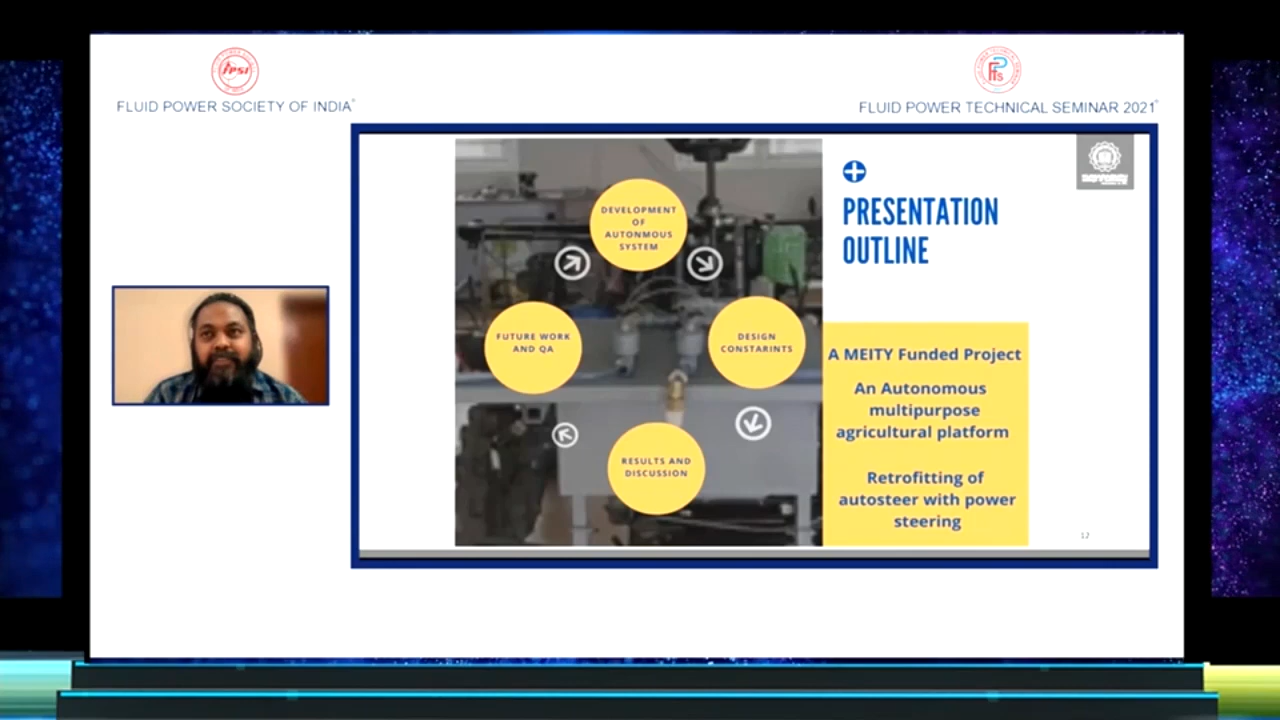 FPSI
FLUID POWER SOCIETY OF INDIA
FLUID POWER TECHNICAL SEMINAR 2021
PRESENTATION
OUTLINE
DEVELOPMENT
OF
AUTONMOUS
SYSTEM
FUTURE WORK
AND QA
DESIGN
CONSTARINTS
RESULTS AND
DISCUSSION
A MEITY Funded Project
An Autonomous
multipurpose
agricultural platform
Retrofitting of
autosteer with power
steering
12